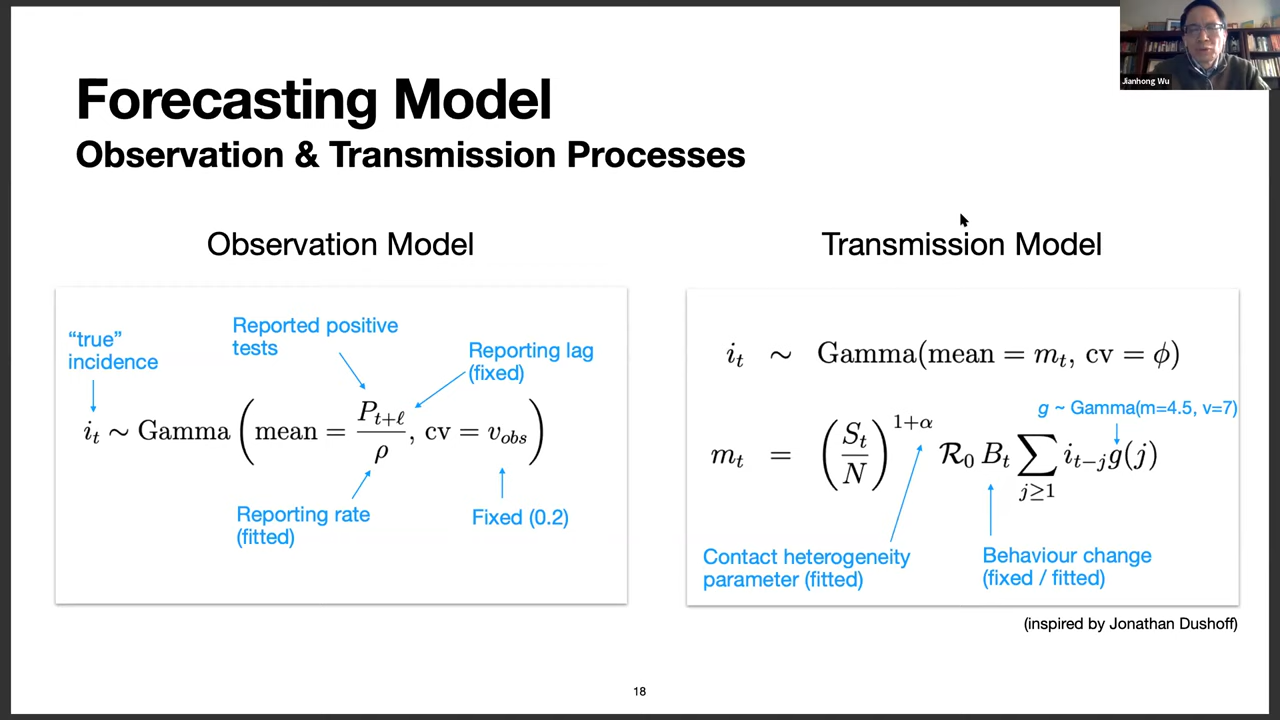 Jianhong Wu
Forecasting Model
Observation & Transmission Processes
Observation Model
"true"
incidence
Reported positive
tests
Reporting lag
(fixed)
i_t ∼ Gamma ( mean = P_{t+ℓ} / ρ , cv = v_{obs} )
Reporting rate
(fitted)
Fixed (0.2)
Transmission Model
i_t ∼ Gamma(mean = m_t, cv = ϕ)
g ~ Gamma(m=4.5, v=7)
m_t = (S_t / N)^{1+α} R_0 B_t ∑_{j≥1} i_{t−j} g(j)
Contact heterogeneity
parameter (fitted)
Behaviour change
(fixed / fitted)
(inspired by Jonathan Dushoff)
18